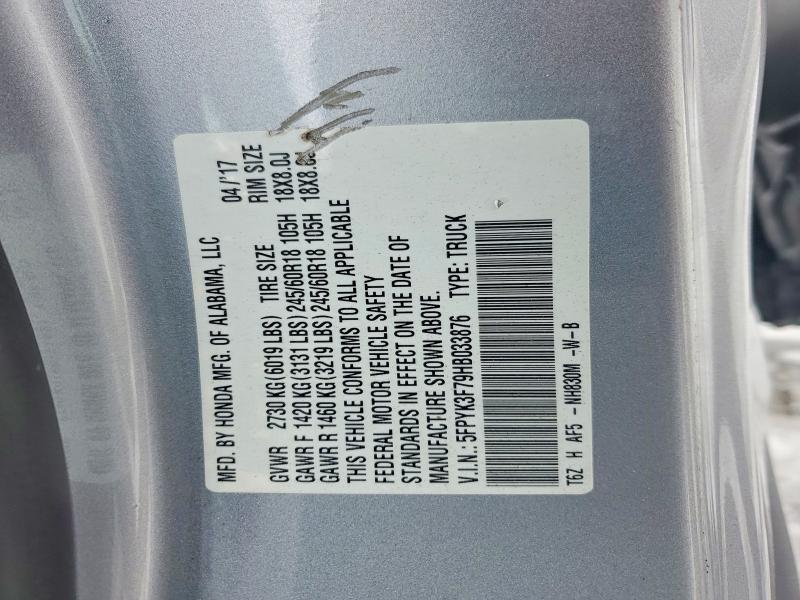 MFD. BY HONDA MFG. OF ALABAMA, LLC 04/'17
GVWR 2730 KG (6019 LBS) TIRE SIZE RIM SIZE
GAWR F 1420 KG (3131 LBS) 245/60R18 105H 18X8.0J
GAWR R 1460 KG (3219 LBS) 245/60R18 105H 18X8.0J
THIS VEHICLE CONFORMS TO ALL APPLICABLE
FEDERAL MOTOR VEHICLE SAFETY
STANDARDS IN EFFECT ON THE DATE OF
MANUFACTURE SHOWN ABOVE.
V.I.N.: 5FPYK3F79HB033876 TYPE: TRUCK
T6Z H AF5 - NH830M -W-B